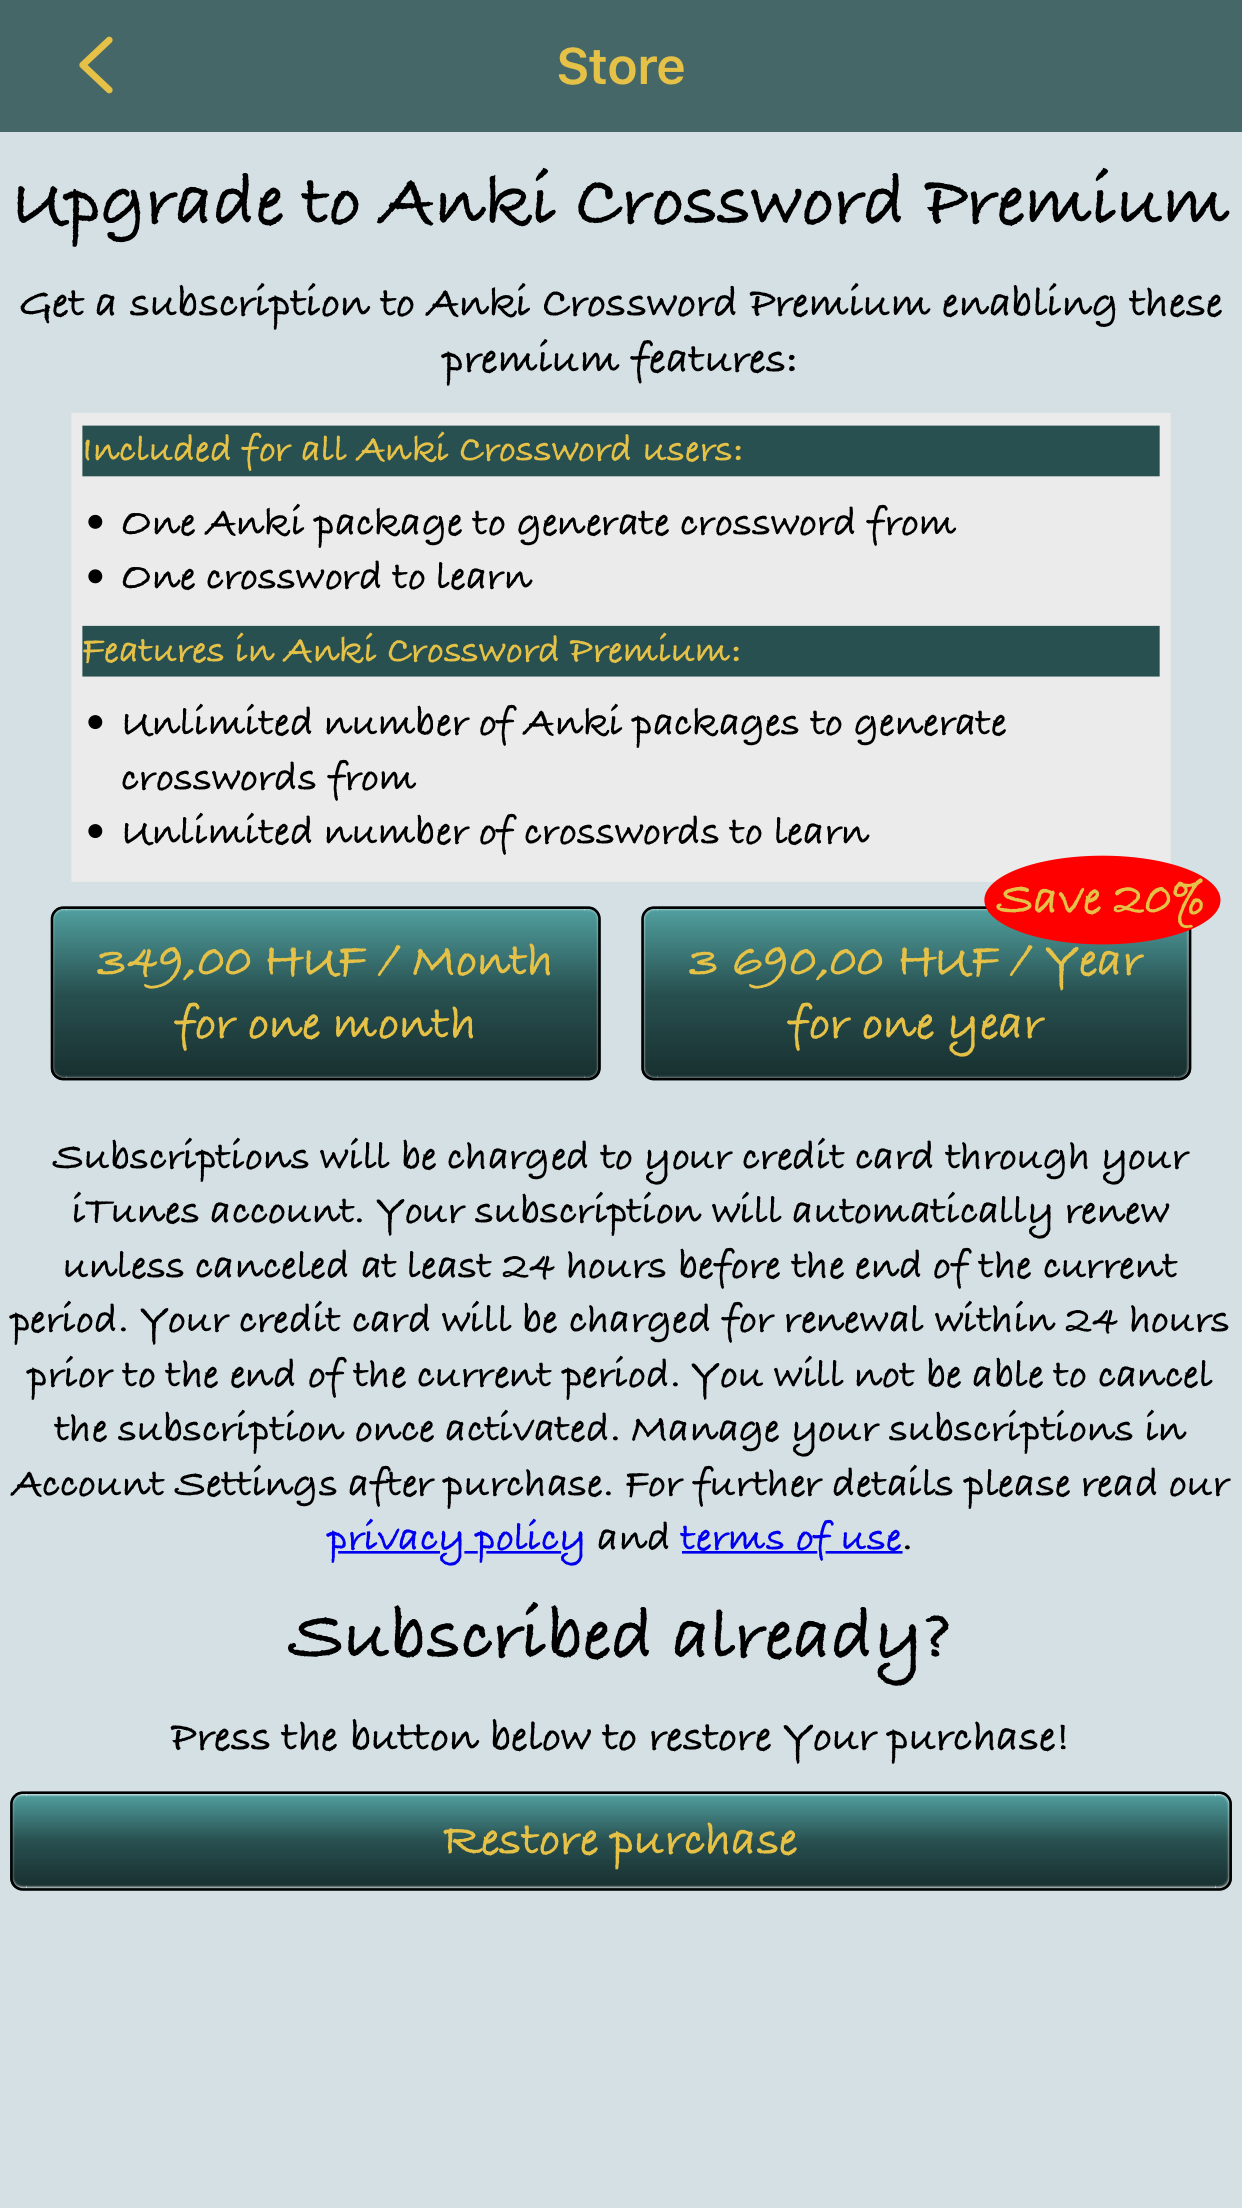 Store
Upgrade to Anki Crossword Premium
Get a subscription to Anki Crossword Premium enabling these
premium features:
Included for all Anki Crossword users:
• One Anki package to generate crossword from
• One crossword to learn
Features in Anki Crossword Premium:
• Unlimited number of Anki packages to generate
crosswords from
• Unlimited number of crosswords to learn
Save 20%
349,00 HUF / Month
for one month
3 690,00 HUF / Year
for one year
Subscriptions will be charged to your credit card through your
iTunes account. Your subscription will automatically renew
unless canceled at least 24 hours before the end of the current
period. Your credit card will be charged for renewal within 24 hours
prior to the end of the current period. You will not be able to cancel
the subscription once activated. Manage your subscriptions in
Account Settings after purchase. For further details please read our
privacy policy and terms of use.
Subscribed already?
Press the button below to restore Your purchase!
Restore purchase